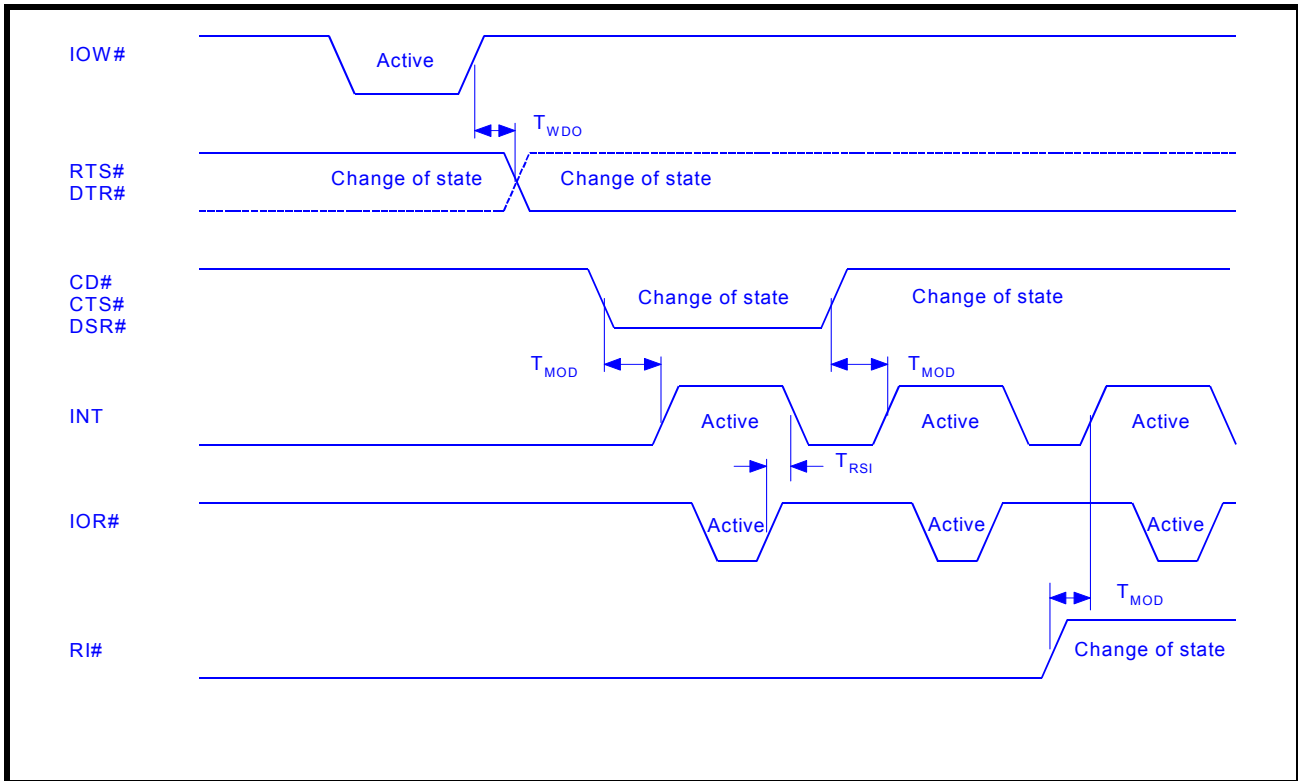 IOW#
Active
TWDO
RTS#
DTR#
Change of state
Change of state
CD#
CTS#
DSR#
Change of state
Change of state
TMOD
TMOD
INT
Active
Active
Active
TRSI
IOR#
Active
Active
Active
TMOD
RI#
Change of state